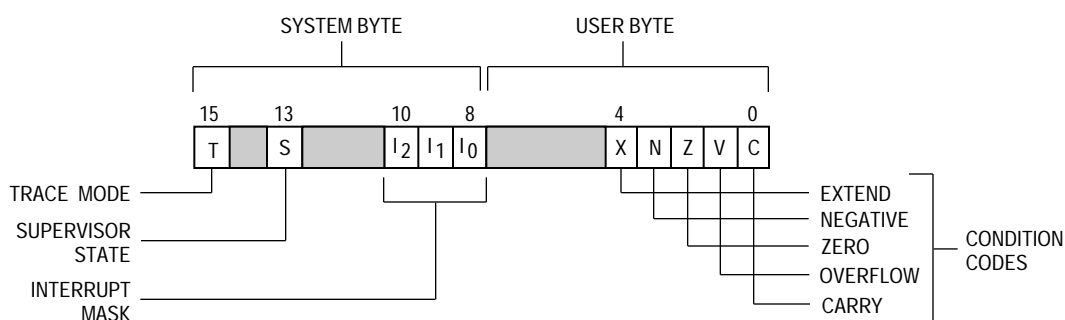 SYSTEM BYTE USER BYTE
15 13 10 8 4 0
T S I2 I1 I0 X N Z V C
TRACE MODE
SUPERVISOR
STATE
INTERRUPT
MASK
EXTEND
NEGATIVE
ZERO
OVERFLOW
CARRY
CONDITION
CODES